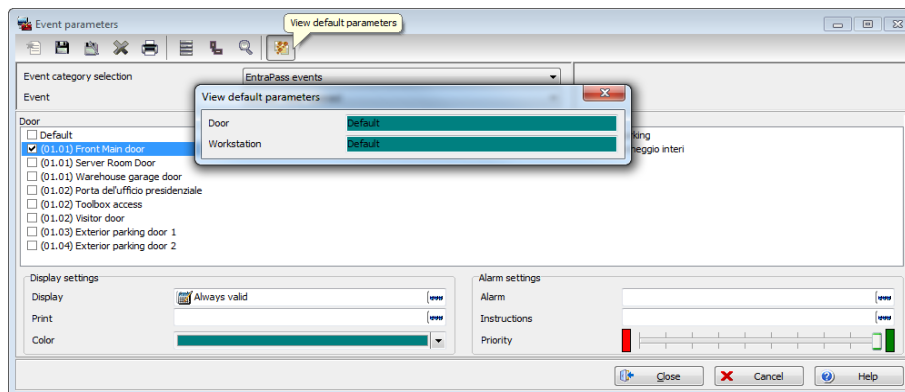 Event parameters
View default parameters
Event category selection
EntraPass events
Event
View default parameters
Door
Default
Workstation
Default
Door
Default
(01.01) Front Main door
(01.01) Server Room Door
(01.01) Warehouse garage door
(01.02) Porta del'ufficio presidenziale
(01.02) Toolbox access
(01.02) Visitor door
(01.03) Exterior parking door 1
(01.04) Exterior parking door 2
heggio interi
Display settings
Display
Always valid
Print
Color
Alarm settings
Alarm
Instructions
Priority
Close
Cancel
Help